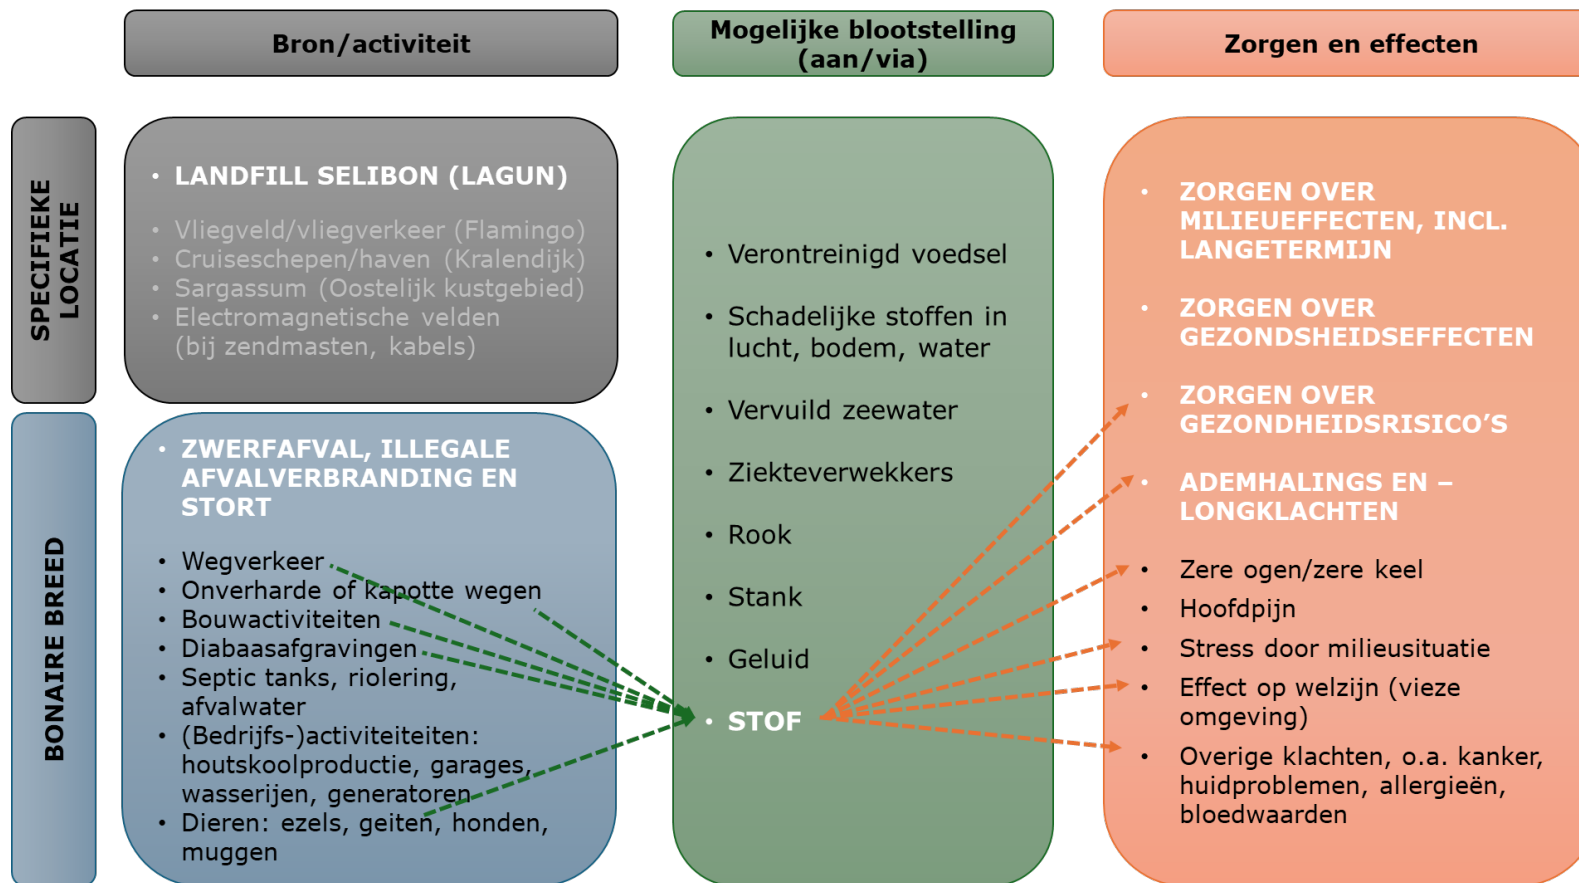 Bron/activiteit
Mogelijke blootstelling
(aan/via)
Zorgen en effecten
SPECIFIEKE
LOCATIE
• LANDFILL SELIBON (LAGUN)
• Vliegveld/vliegverkeer (Flamingo)
• Cruiseschepen/haven (Kralendijk)
• Sargassum (Oostelijk kustgebied)
• Electromagnetische velden
(bij zendmasten, kabels)
BONAIRE BREED
• ZWERFAFVAL, ILLEGALE
AFVALVERBRANDING EN
STORT
• Wegverkeer
• Onverharde of kapotte wegen
• Bouwactiviteiten
• Diabaasafgravingen
• Septic tanks, riolering,
afvalwater
• (Bedrijfs-)activiteiteiten:
houtskoolproductie, garages,
wasserijen, generatoren
• Dieren: ezels, geiten, honden,
muggen
• Verontreinigd voedsel
• Schadelijke stoffen in
lucht, bodem, water
• Vervuild zeewater
• Ziekteverwekkers
• Rook
• Stank
• Geluid
• STOF
• ZORGEN OVER
MILIEUEFFECTEN, INCL.
LANGETERMIJN
• ZORGEN OVER
GEZONDSHEIDSEFFECTEN
• ZORGEN OVER
GEZONDHEIDSRISICO’S
• ADEMHALINGS EN –
LONGKLACHTEN
• Zere ogen/zere keel
• Hoofdpijn
• Stress door milieusituatie
• Effect op welzijn (vieze
omgeving)
• Overige klachten, o.a. kanker,
huidproblemen, allergieën,
bloedwaarden